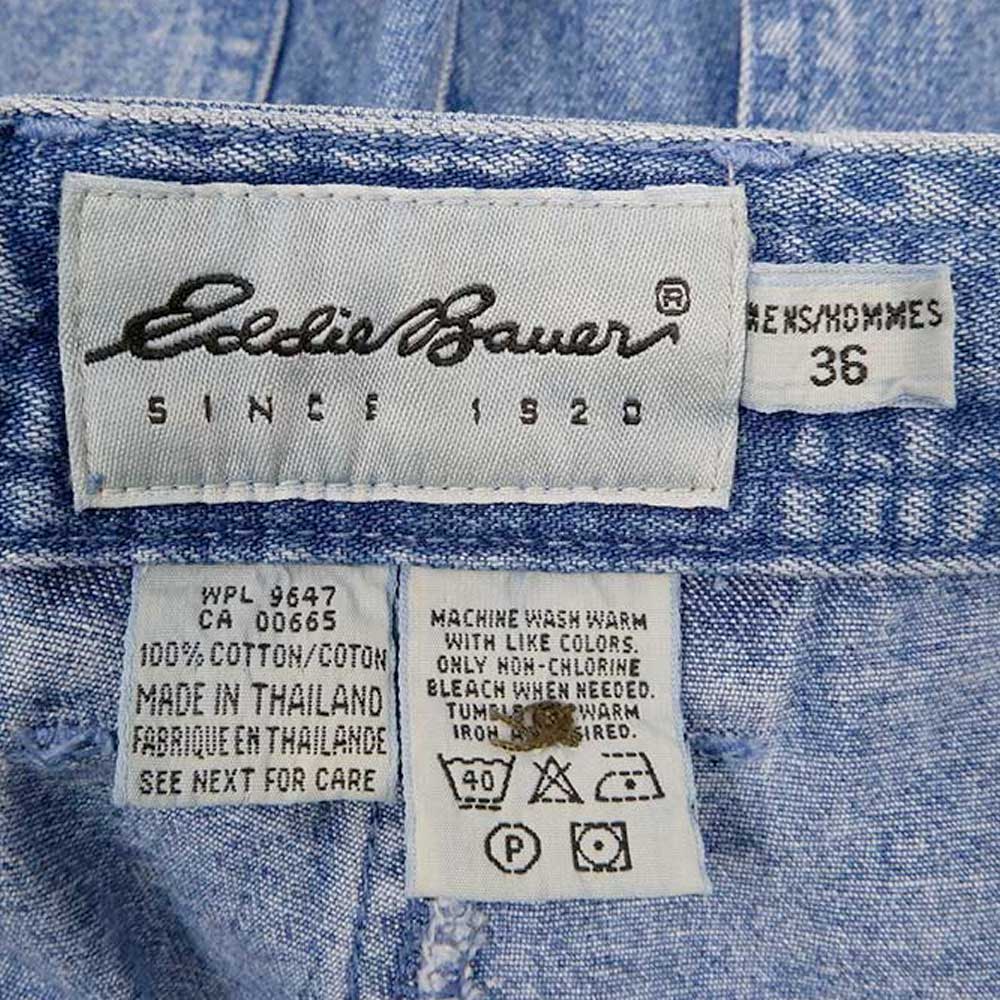 Eddie Bauer ®
SINCE 1920
MENS/HOMMES
36
WPL 9647
CA 00665
100% COTTON/COTON
MADE IN THAILAND
FABRIQUE EN THAILANDE
SEE NEXT FOR CARE
MACHINE WASH WARM
WITH LIKE COLORS.
ONLY NON-CHLORINE
BLEACH WHEN NEEDED.
WARM
IRON
40
P